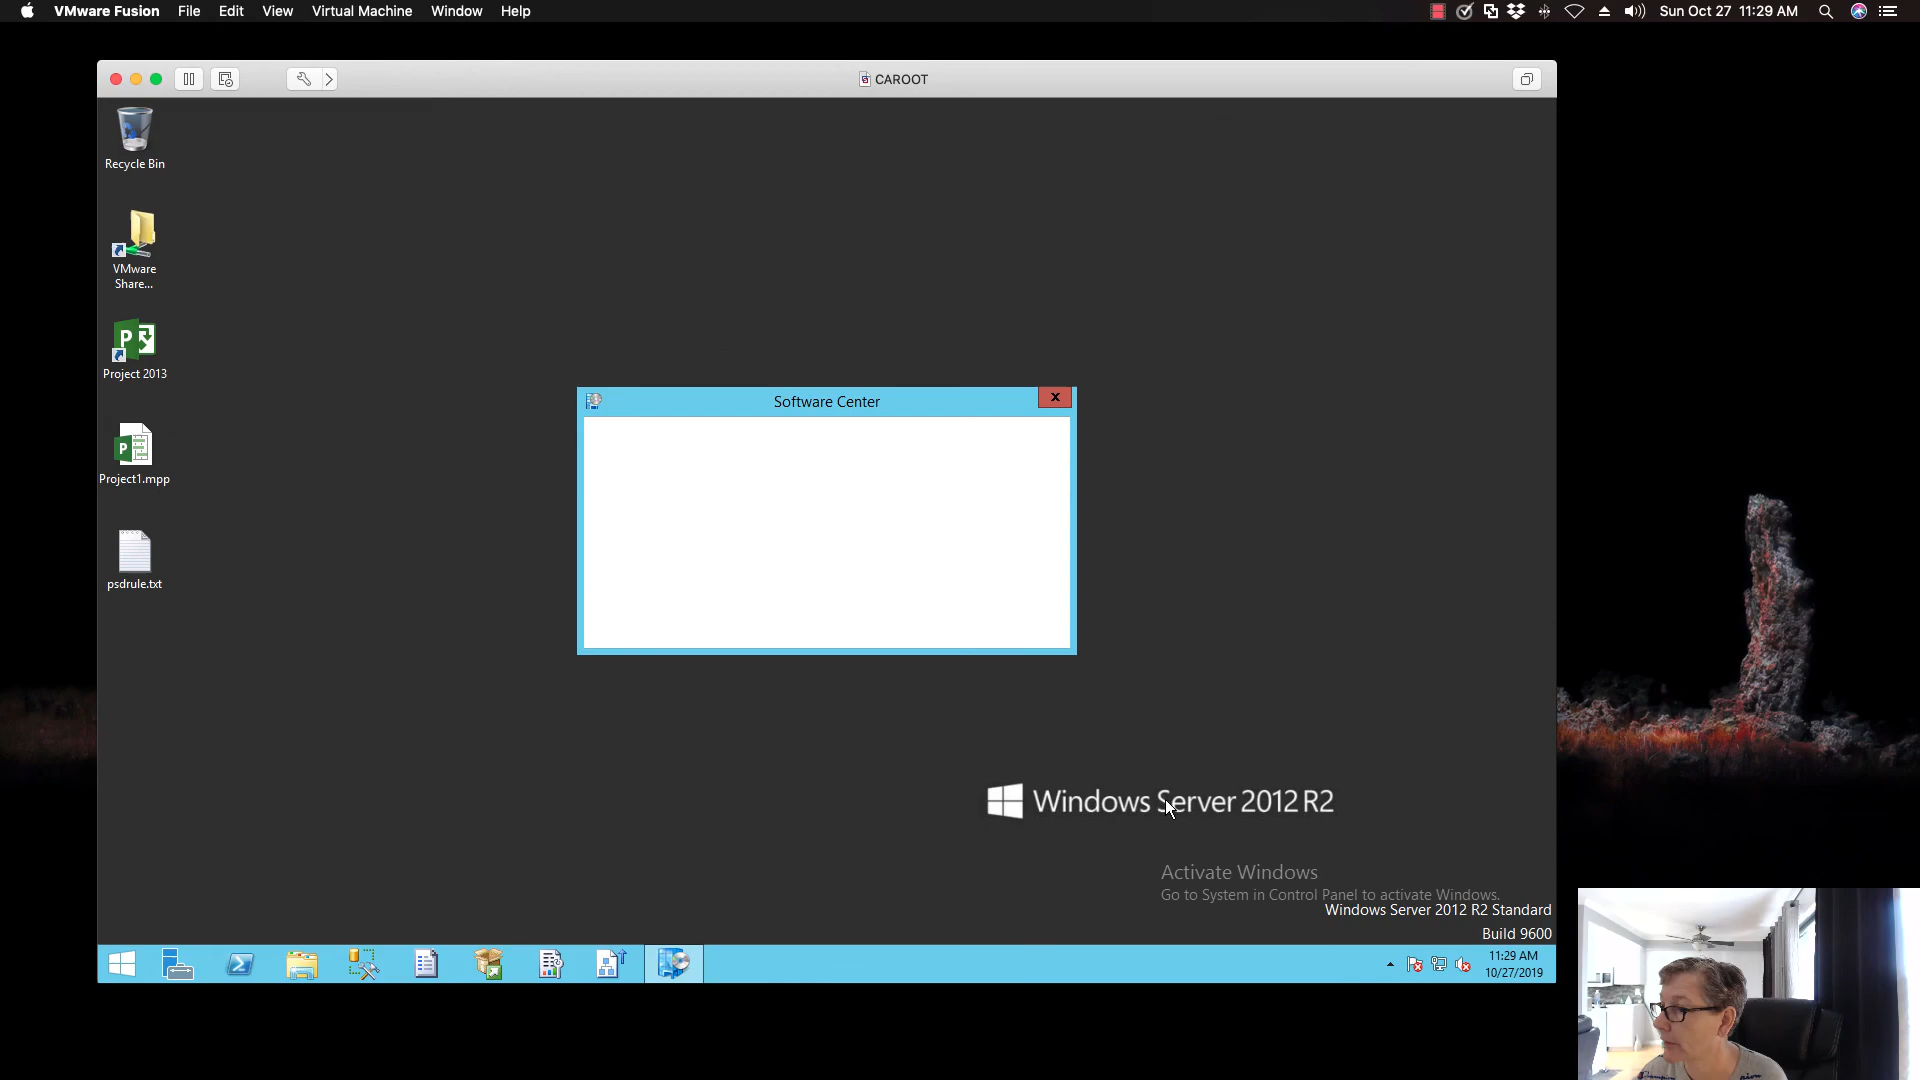 VMware Fusion File Edit View Virtual Machine Window Help
Sun Oct 27 11:29 AM
CAROOT
Recycle Bin
VMware
Share...
Project 2013
Project1.mpp
psdrule.txt
Software Center
x
Windows Server 2012 R2
Activate Windows
Go to System in Control Panel to activate Windows.
Windows Server 2012 R2 Standard
Build 9600
11:29 AM
10/27/2019